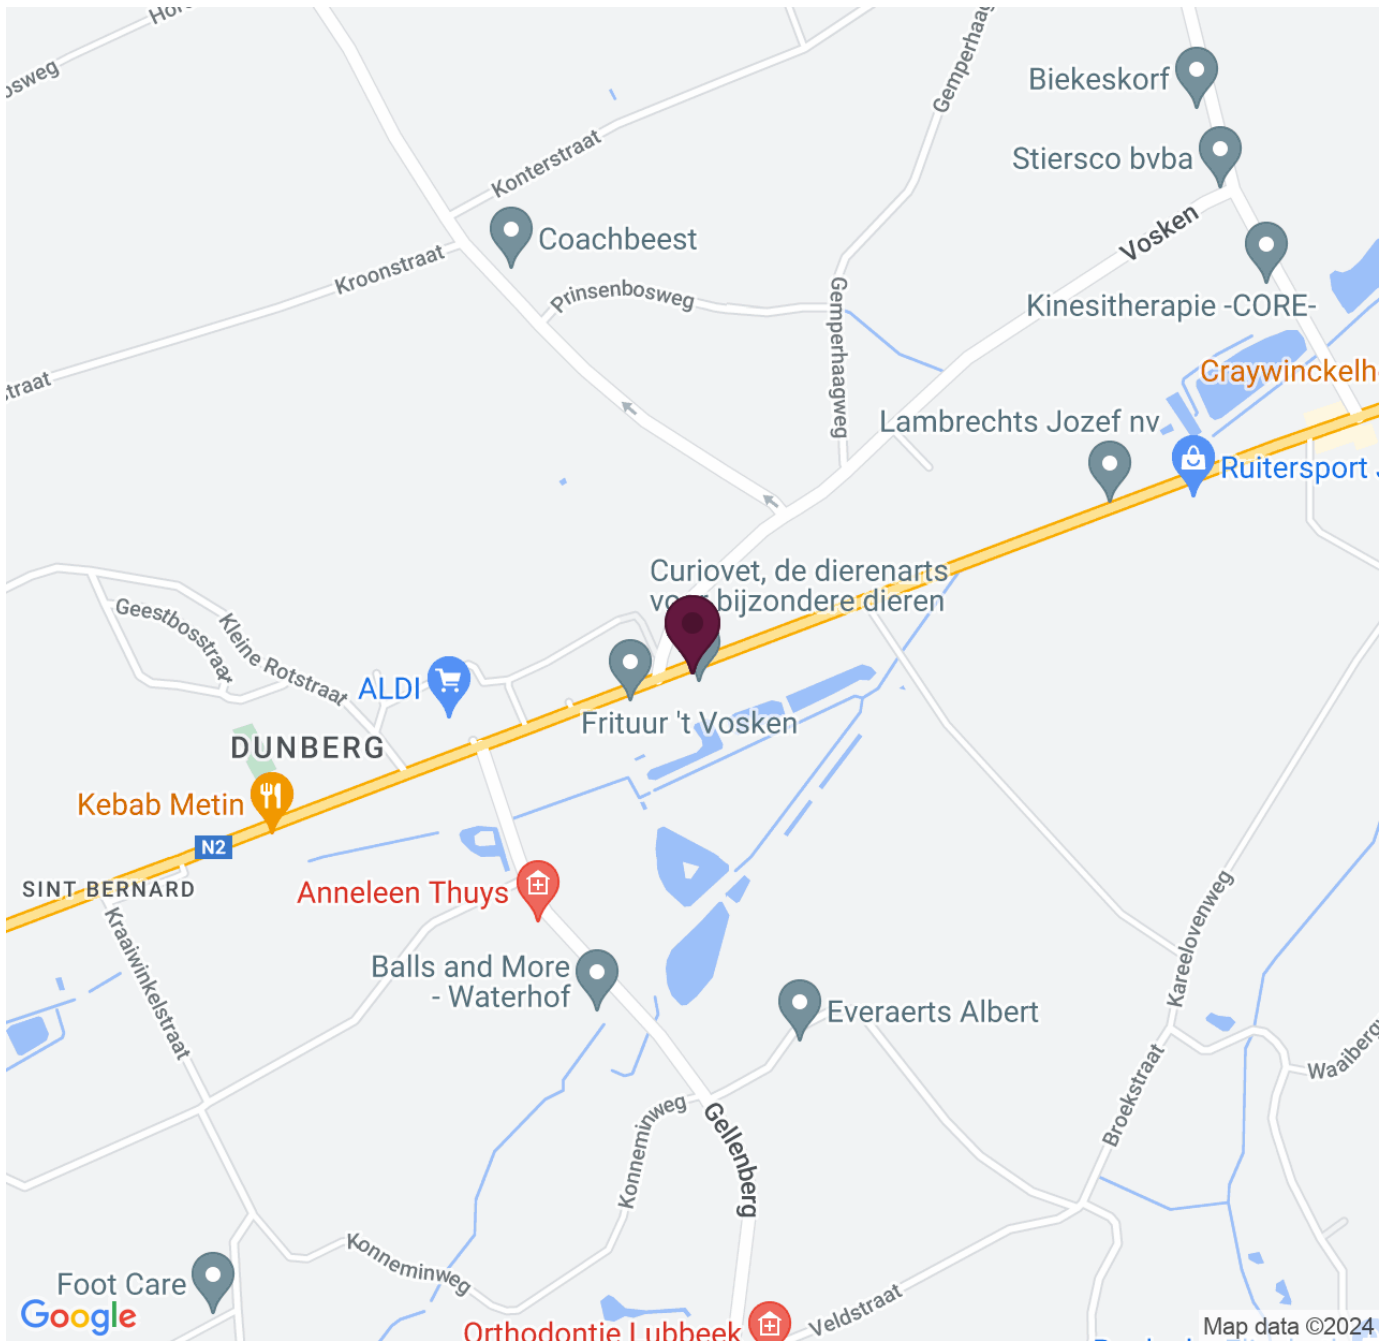 Biekeskorf
Stiersco bvba
Konterstraat
Coachbeest
Kroonstraat
Prinsenbosweg
Gemperhaagweg
Vosken
Kinesitherapie -CORE-
Lambrechts Jozef nv
Ruitersport
Curiovet, de dierenarts
bijzondere dieren
Geestbosstraat
Kleine Rotstraat
ALDI
Frituur 't Vosken
DUNBERG
Kebab Metin
N2
SINT BERNARD
Kraaiwinkelstraat
Anneleen Thuys
Balls and More
- Waterhof
Everaerts Albert
Kareelovenweg
Broekstraat
Konneminweg
Gellenberg
Konneminweg
Foot Care
Google
Orthodontie Lubbeek
Veldstraat
Map data ©2024